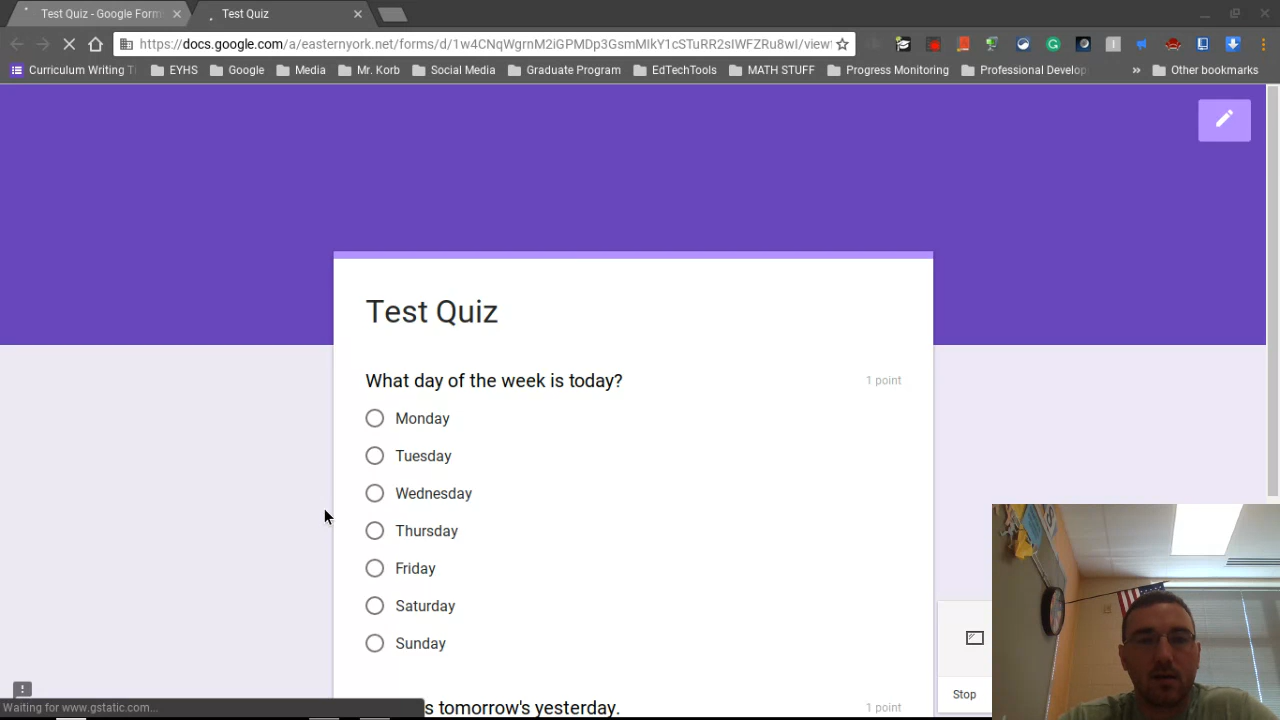 Test Quiz - Google Form
Test Quiz
https://docs.google.com/a/easternyork.net/forms/d/1w4CNqWgrnM2iGPMDp3GsmMIkY1cSTuRR2sIWFZRu8wI/view
Curriculum Writing T
EYHS
Google
Media
Mr. Korb
Social Media
Graduate Program
EdTechTools
MATH STUFF
Progress Monitoring
Professional Develop
»
Other bookmarks
Test Quiz
What day of the week is today?
1 point
Monday
Tuesday
Wednesday
Thursday
Friday
Saturday
Sunday
s tomorrow's yesterday.
1 point
Stop
Waiting for www.gstatic.com...